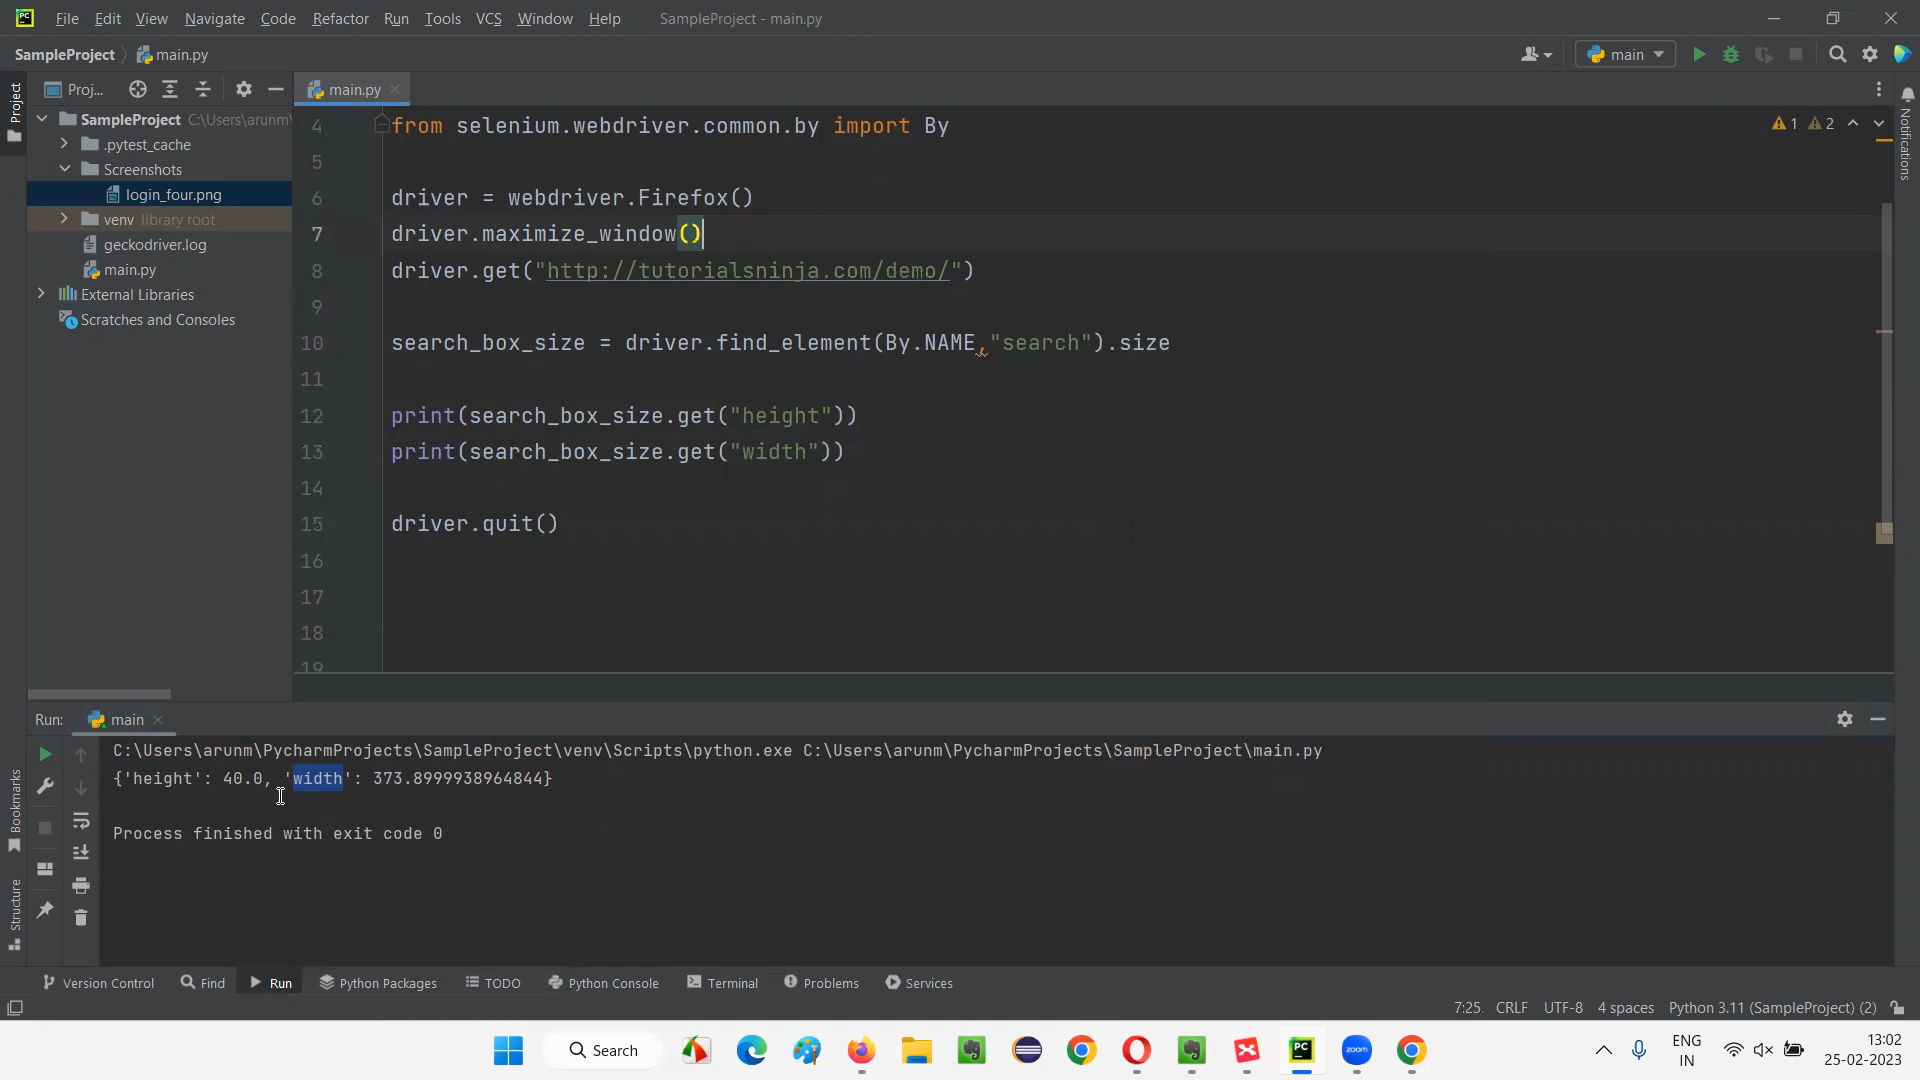 File Edit View Navigate Code Refactor Run Tools VCS Window Help SampleProject - main.py
SampleProject main.py
main
Proj...
main.py
SampleProject C:\Users\arunm\
.pytest_cache
Screenshots
login_four.png
venv library root
geckodriver.log
main.py
External Libraries
Scratches and Consoles
Project
Notifications
1 2
4 from selenium.webdriver.common.by import By
5
6 driver = webdriver.Firefox()
7 driver.maximize_window()
8 driver.get("http://tutorialsninja.com/demo/")
9
10 search_box_size = driver.find_element(By.NAME,"search").size
11
12 print(search_box_size.get("height"))
13 print(search_box_size.get("width"))
14
15 driver.quit()
16
17
18
19
Run: main
C:\Users\arunm\PycharmProjects\SampleProject\venv\Scripts\python.exe C:\Users\arunm\PycharmProjects\SampleProject\main.py
{'height': 40.0, 'width': 373.8999938964844}
Process finished with exit code 0
Bookmarks
Structure
Version Control Find Run Python Packages TODO Python Console Terminal Problems Services
7:25 CRLF UTF-8 4 spaces Python 3.11 (SampleProject) (2)
Search
zoom
ENG
IN
13:02
25-02-2023